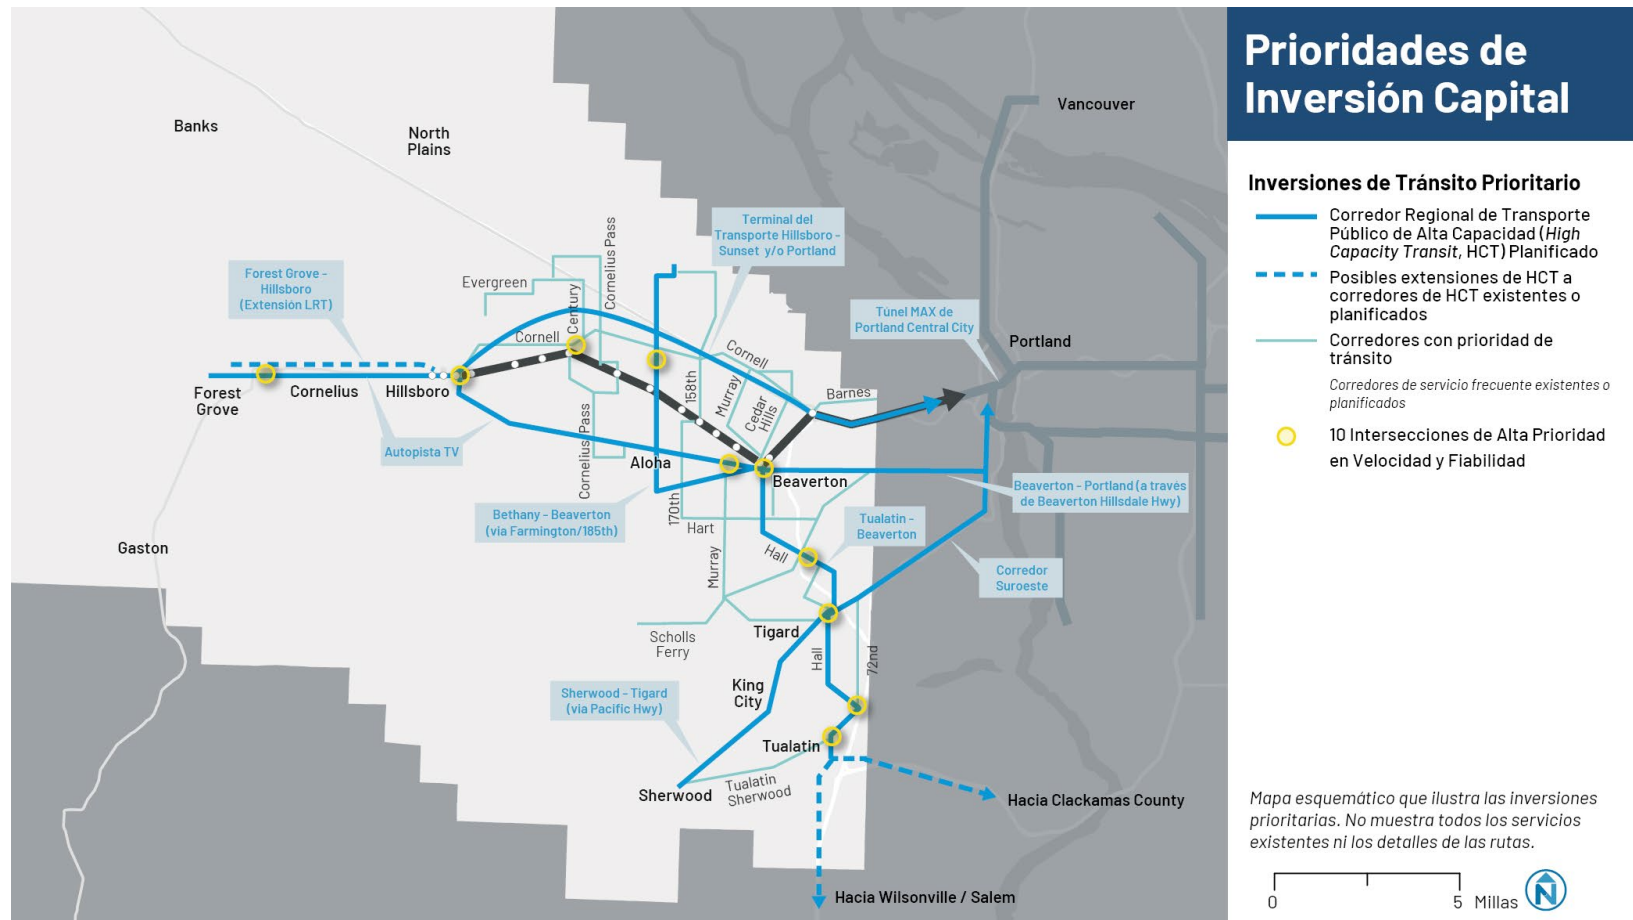 Prioridades de
Inversión Capital
Inversiones de Tránsito Prioritario
Corredor Regional de Transporte
Público de Alta Capacidad (High
Capacity Transit, HCT) Planificado
Posibles extensiones de HCT a
corredores de HCT existentes o
planificados
Corredores con prioridad de
tránsito
Corredores de servicio frecuente existentes o
planificados
10 Intersecciones de Alta Prioridad
en Velocidad y Fiabilidad
Mapa esquemático que ilustra las inversiones
prioritarias. No muestra todos los servicios
existentes ni los detalles de las rutas.
0
5 Millas
N
Vancouver
Banks
North
Plains
Terminal del
Transporte Hillsboro -
Sunset y/o Portland
Forest Grove -
Hillsboro
(Extensión LRT)
Evergreen
Cornelius Pass
Century
Cornell
Túnel MAX de
Portland Central City
Portland
Cornell
158th
Murray
Cedar
Hills
Barnes
Forest
Grove
Cornelius
Hillsboro
Autopista TV
Cornelius Pass
Aloha
Beaverton
Beaverton - Portland (a través
de Beaverton Hillsdale Hwy)
Bethany - Beaverton
(via Farmington/185th)
170th
Hart
Tualatin -
Beaverton
Gaston
Murray
Hall
Corredor
Suroeste
Scholls
Ferry
Tigard
Hall
72nd
King
City
Sherwood - Tigard
(via Pacific Hwy)
Tualatin
Sherwood
Tualatin
Sherwood
Hacia Clackamas County
Hacia Wilsonville / Salem